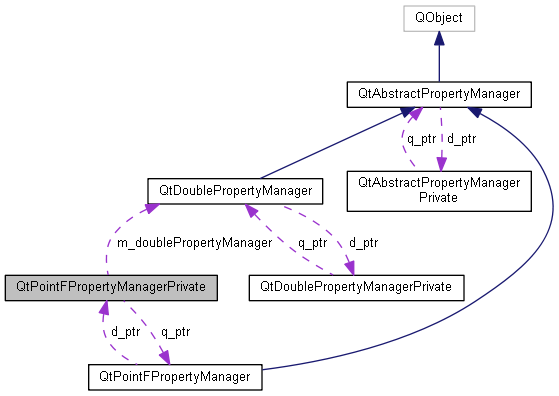 QObject
QtAbstractPropertyManager
q_ptr
d_ptr
QtAbstractPropertyManager
Private
QtDoublePropertyManager
m_doublePropertyManager
q_ptr
d_ptr
QtPointFPropertyManagerPrivate
QtDoublePropertyManagerPrivate
d_ptr
q_ptr
QtPointFPropertyManager